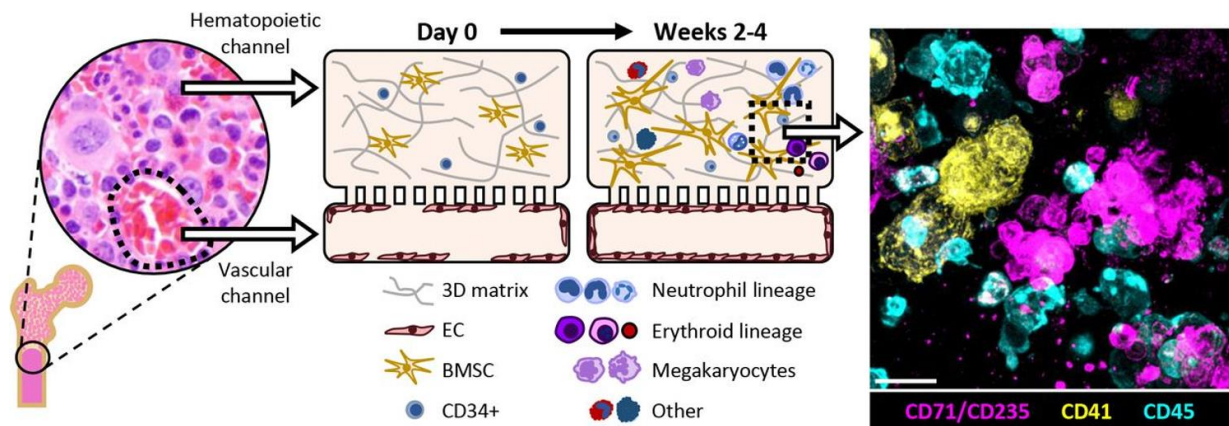 Hematopoietic
channel
Day 0
Weeks 2-4
Vascular
channel
3D matrix
EC
BMSC
CD34+
Neutrophil lineage
Erythroid lineage
Megakaryocytes
Other
CD71/CD235 CD41 CD45